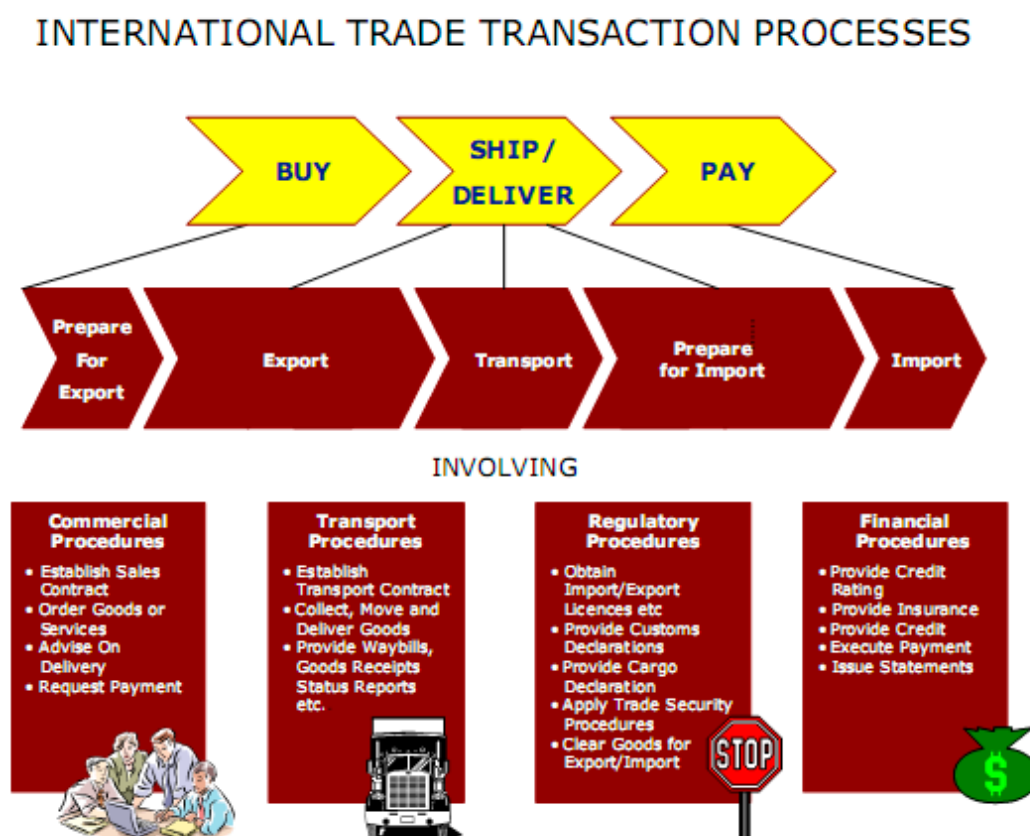 INTERNATIONAL TRADE TRANSACTION PROCESSES
BUY
SHIP/
DELIVER
PAY
Prepare
For
Export
Export
Transport
Prepare
for Import
Import
INVOLVING
Commercial
Procedures
• Establish Sales
Contract
• Order Goods or
Services
• Advise On
Delivery
• Request Payment
Transport
Procedures
• Establish
Transport Contract
• Collect, Move and
Deliver Goods
• Provide Waybills,
Goods Receipts
Status Reports
etc.
Regulatory
Procedures
• Obtain
Import/Export
Licences etc
• Provide Customs
Declarations
• Provide Cargo
Declaration
• Apply Trade Security
Procedures
• Clear Goods for
Export/Import
STOP
Financial
Procedures
• Provide Credit
Rating
• Provide Insurance
• Provide Credit
• Execute Payment
• Issue Statements
$